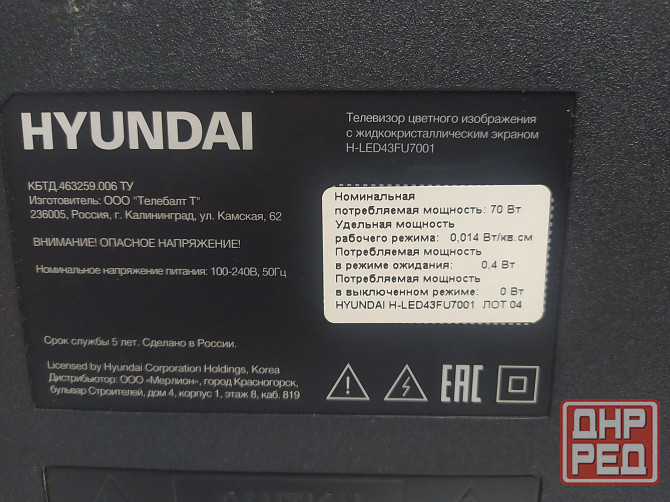 HYUNDAI
Телевизор цветного изображения
с жидкокристаллическим экраном
H-LED43FU7001
КБТД.463259.006 ТУ
Изготовитель: ООО "Телебалт Т"
236005, Россия, г. Калининград, ул. Камская, 62
ВНИМАНИЕ! ОПАСНОЕ НАПРЯЖЕНИЕ!
Номинальное напряжение питания: 100-240В, 50Гц
Номинальная
потребляемая мощность: 70 Вт
Удельная мощность
рабочего режима: 0,014 Вт/кв.см
Потребляемая мощность
в режиме ожидания: 0,4 Вт
Потребляемая мощность
в выключенном режиме: 0 Вт
HYUNDAI H-LED43FU7001 ЛОТ 04
Срок службы 5 лет. Сделано в России.
Licensed by Hyundai Corporation Holdings, Korea
Дистрибьютор: ООО «Мерлион», город Красногорск,
бульвар Строителей, дом 4, корпус 1, этаж 8, каб. 819
EAC
ДНР
РЕД